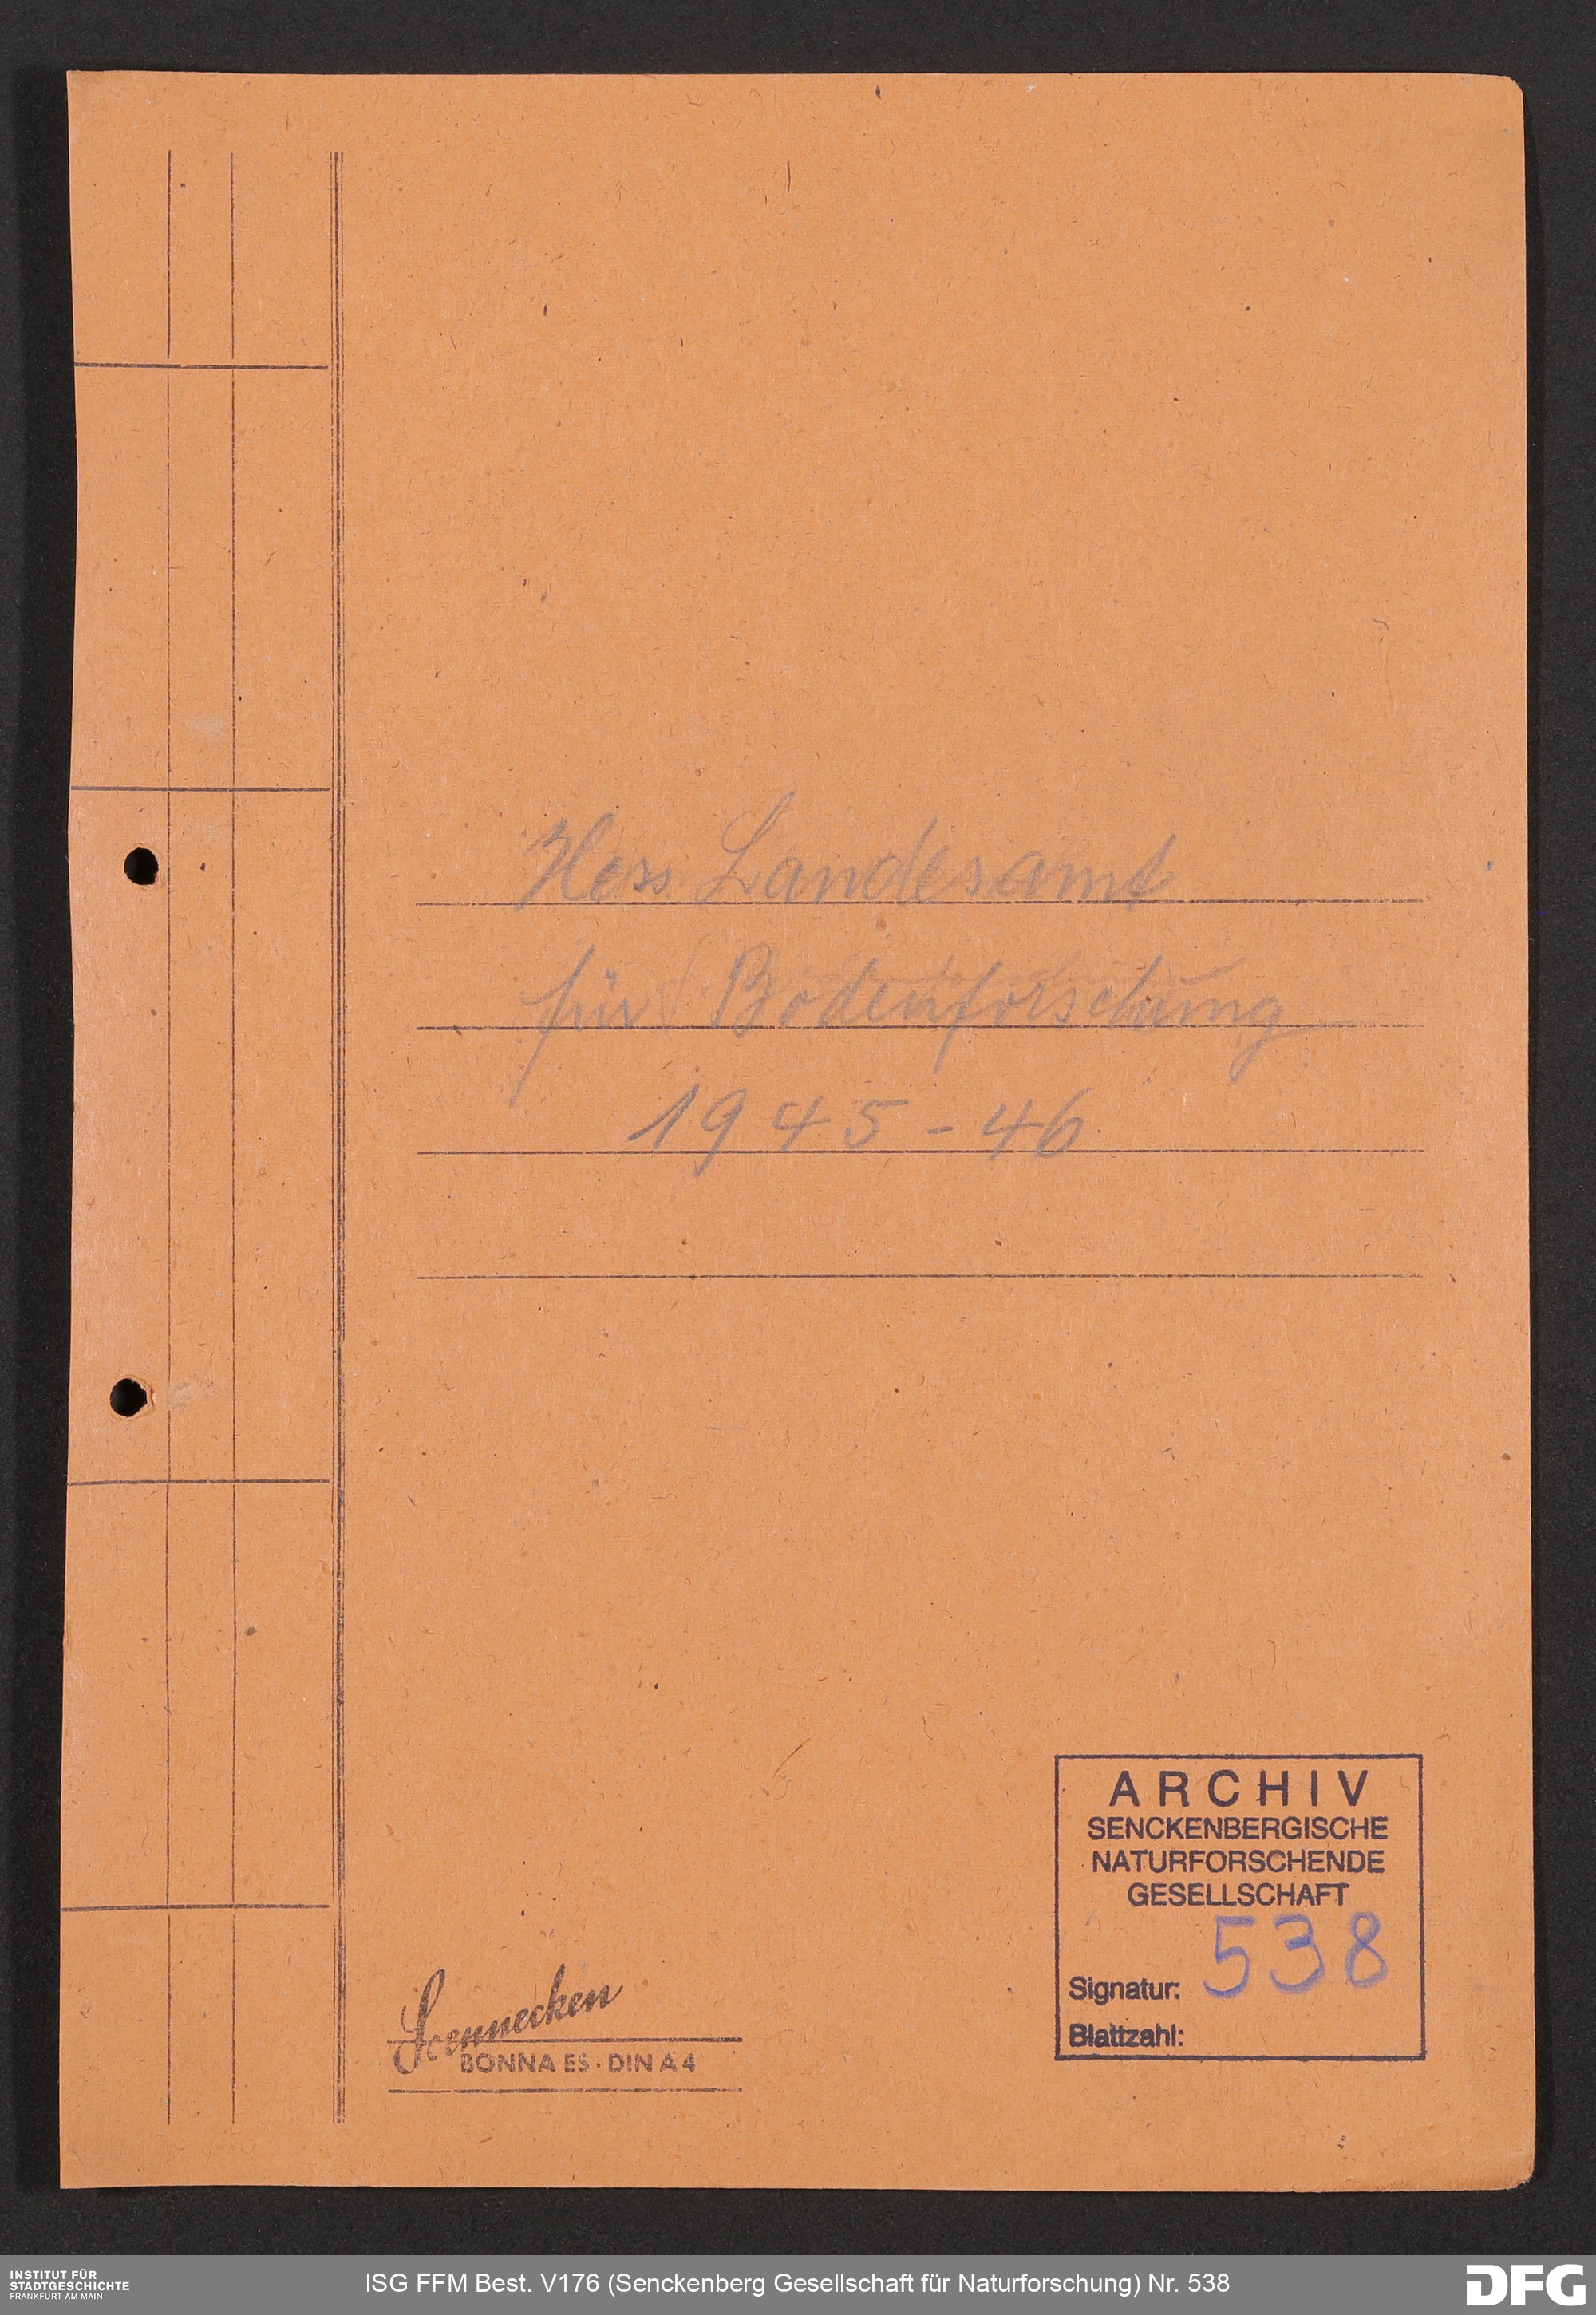 Hess. Landesamt
für Bodenforschung
1945-46
ARCHIV
SENCKENBERGISCHE
NATURFORSCHENDE
GESELLSCHAFT
Signatur: 538
Blattzahl:
Soennecken
BONNA ES · DIN A 4
INSTITUT FÜR
STADTGESCHICHTE
FRANKFURT AM MAIN
ISG FFM Best. V176 (Senckenberg Gesellschaft für Naturforschung) Nr. 538
DFG